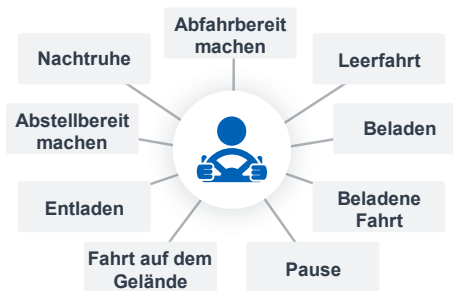 Abfahrbereit
machen
Leerfahrt
Beladen
Beladene
Fahrt
Pause
Fahrt auf dem
Gelände
Entladen
Abstellbereit
machen
Nachtruhe